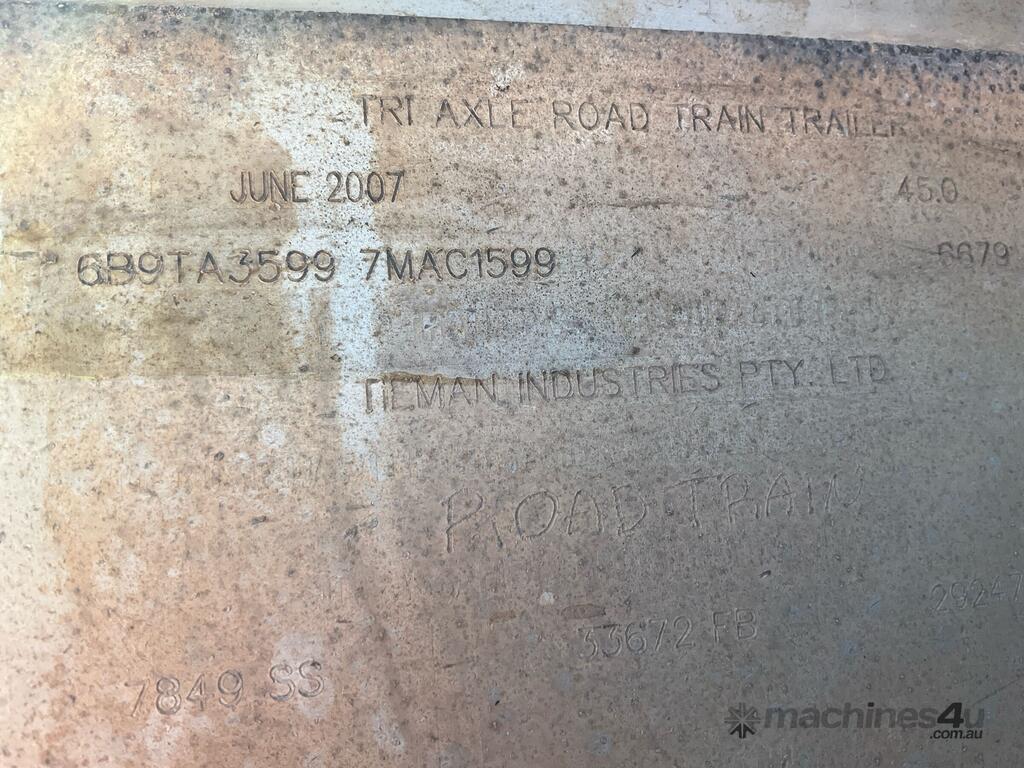 TRI AXLE ROAD TRAIN TRAILER
JUNE 2007 45.0
6B9TA3599 7MAC1599 6679
TIEMAN INDUSTRIES PTY. LTD.
ROAD TRAIN
33672 FB 29247
7849 SS
machines4u
.com.au